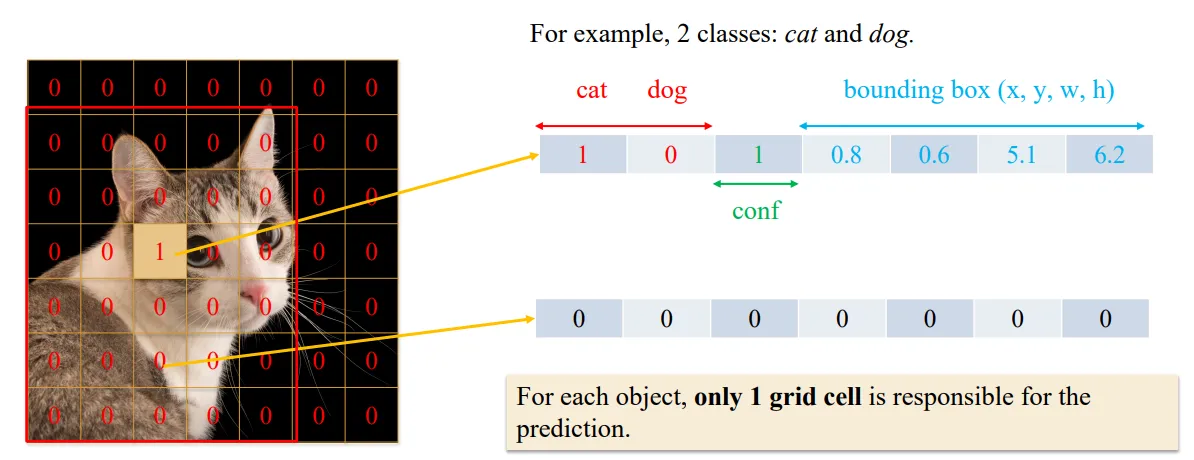 For example, 2 classes: cat and dog.
0 0 0 0 0 0 0
0 0 0 0 0 0 0
0 0 0 0 0 0 0
0 0 1 0 0 0 0
0 0 0 0 0 0 0
0 0 0 0 0 0 0
0 0 0 0 0 0 0
cat dog bounding box (x, y, w, h)
1 0 1 0.8 0.6 5.1 6.2
conf
0 0 0 0 0 0 0
For each object, only 1 grid cell is responsible for the
prediction.